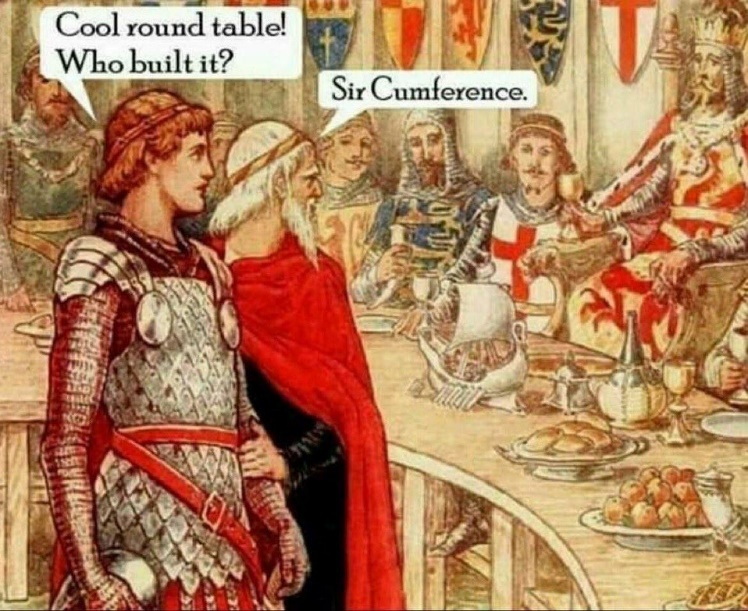 Cool round table!
Who built it?
Sir Cumference.